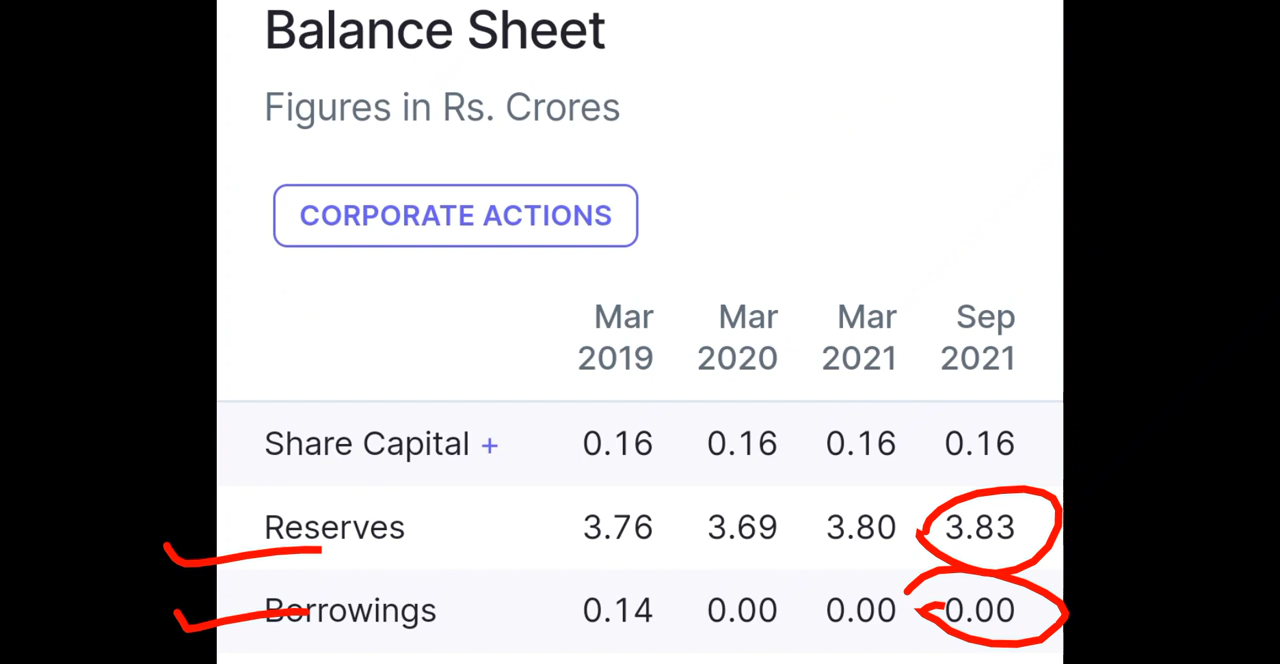 Balance Sheet
Figures in Rs. Crores
CORPORATE ACTIONS
Mar 2019 Mar 2020 Mar 2021 Sep 2021
Share Capital + 0.16 0.16 0.16 0.16
Reserves 3.76 3.69 3.80 3.83
Borrowings 0.14 0.00 0.00 0.00